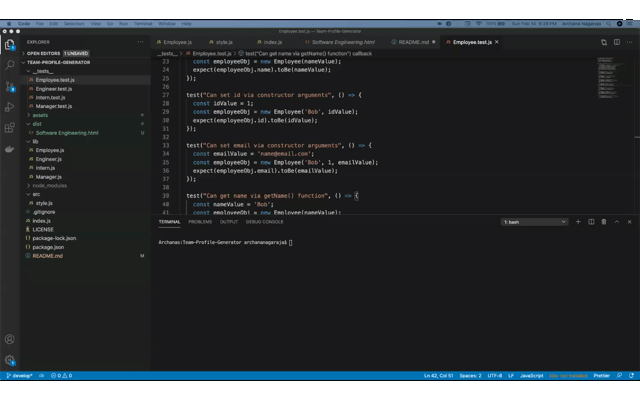 Code File Edit Selection View Go Run Terminal Window Help
Employee.test.js — Team-Profile-Generator
EXPLORER
OPEN EDITORS 1 UNSAVED
TEAM-PROFILE-GENERATOR
__tests__
Employee.test.js
Engineer.test.js
Intern.test.js
Manager.test.js
assets
dist
Software Engineering.html U
lib
Employee.js
Engineer.js
Intern.js
Manager.js
node_modules
src
style.js
.gitignore
index.js
LICENSE
package-lock.json
package.json
README.md M
Employee.js style.js index.js Software Engineering.html README.md Employee.test.js
__tests__ > Employee.test.js > test("Can get name via getName() function") callback
23 const employeeObj = new Employee(nameValue);
24 expect(employeeObj.name).toBe(nameValue);
25 });
26
27 test("Can set id via constructor arguments", () => {
28 const idValue = 1;
29 const employeeObj = new Employee('Bob', idValue);
30 expect(employeeObj.id).toBe(idValue);
31 });
32
33 test("Can set email via constructor arguments", () => {
34 const emailValue = 'name@email.com';
35 const employeeObj = new Employee('Bob', 1, emailValue);
36 expect(employeeObj.email).toBe(emailValue);
37 });
38
39 test("Can get name via getName() function", () => {
40 const nameValue = 'Bob';
41 const employeeObj = new Employee(nameValue);
TERMINAL PROBLEMS OUTPUT DEBUG CONSOLE 1: bash
Archanas:Team-Profile-Generator archananagaraja$
develop* 0 0 Ln 42, Col 51 Spaces: 2 UTF-8 LF JavaScript Prettier